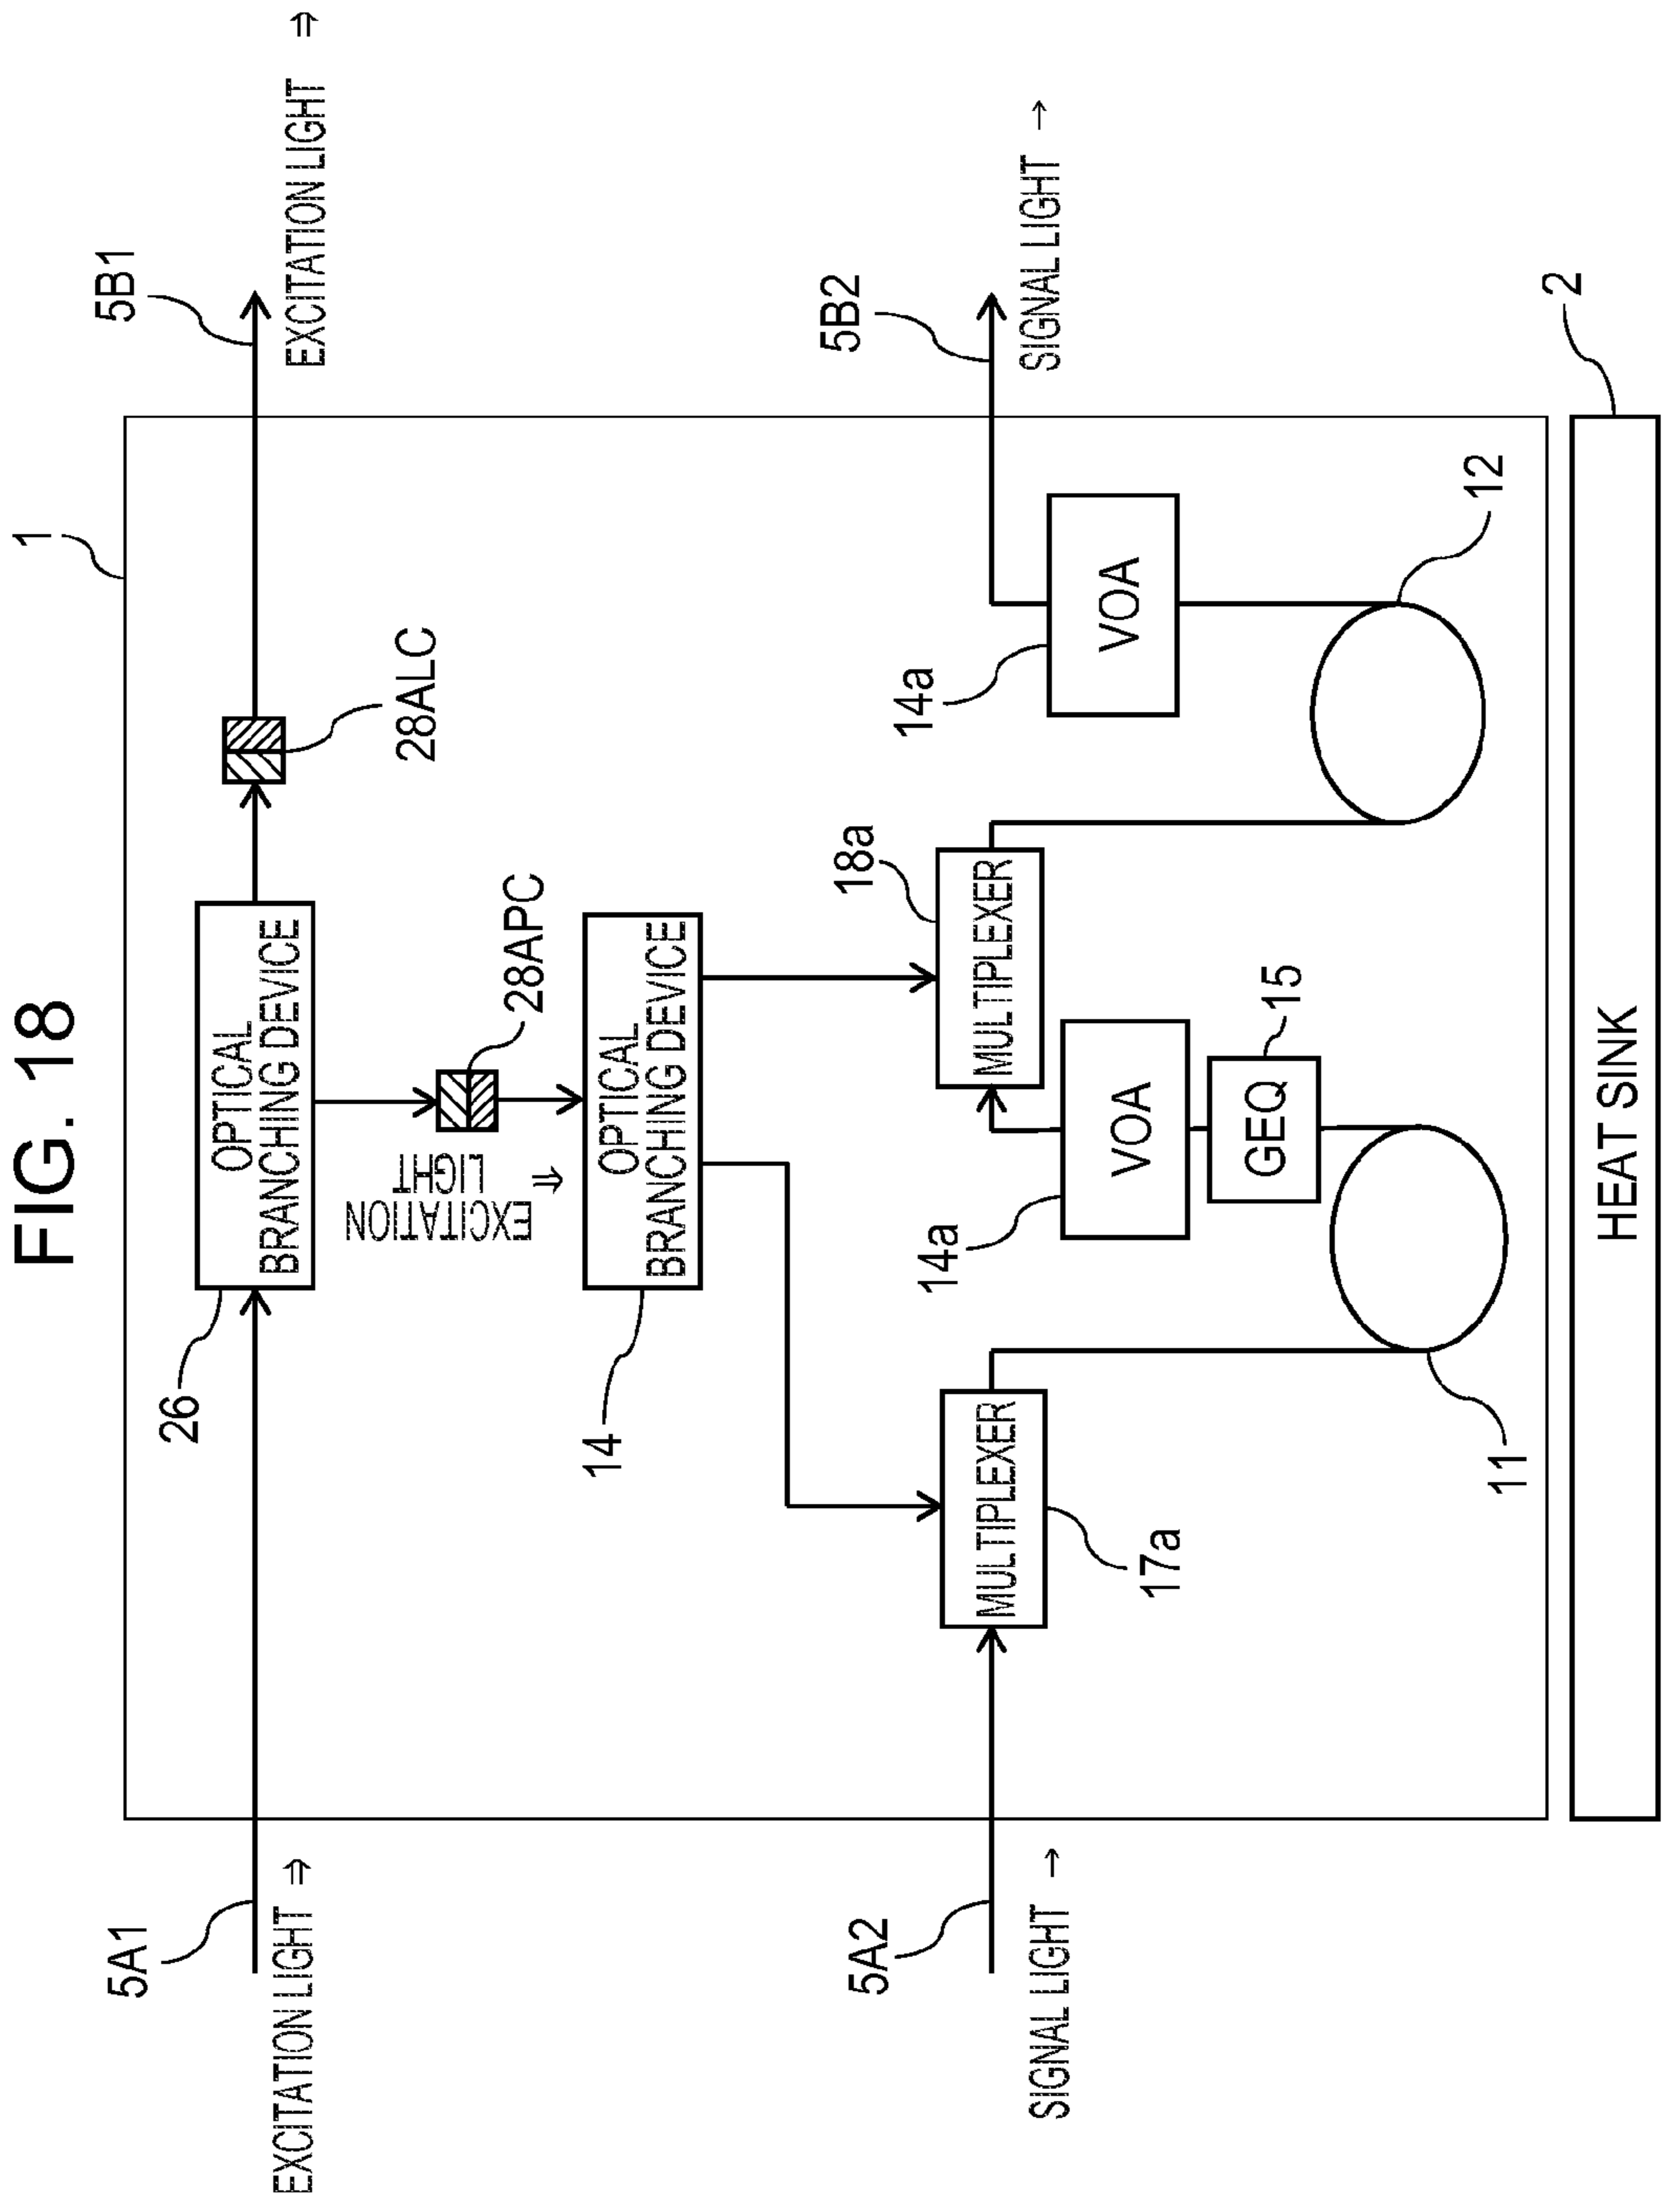 FIG. 18
1
26
OPTICAL
BRANCHING DEVICE
28ALC
5B1
5A1
EXCITATION LIGHT ⇒
EXCITATION LIGHT ⇒
EXCITATION
LIGHT
⇒
28APC
14
OPTICAL
BRANCHING DEVICE
5A2
SIGNAL LIGHT →
MULTIPLEXER
17a
18a
MULTIPLEXER
14a
VOA
GEQ
15
14a
VOA
5B2
SIGNAL LIGHT →
11
12
HEAT SINK
2